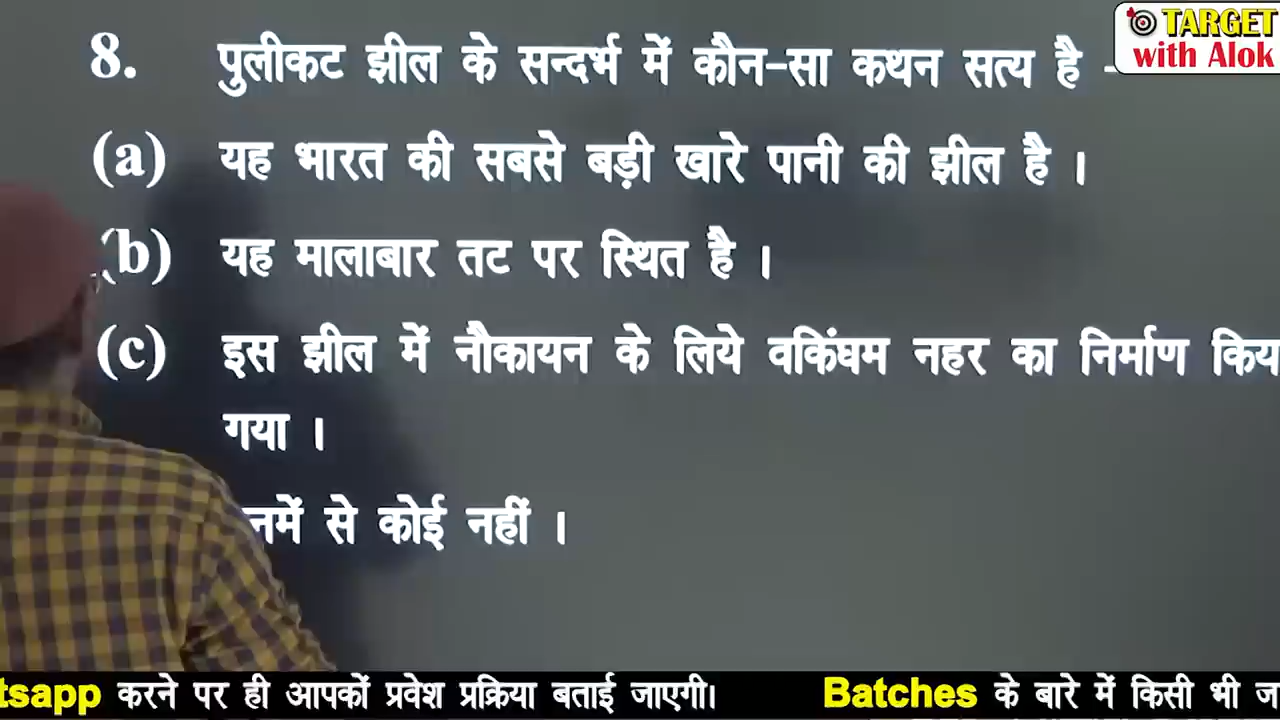 TARGET
with Alok
8. पुलीकट झील के सन्दर्भ में कौन-सा कथन सत्य है -
(a) यह भारत की सबसे बड़ी खारे पानी की झील है ।
(b) यह मालाबार तट पर स्थित है ।
(c) इस झील में नौकायन के लिये वकिंघम नहर का निर्माण किय
गया ।
नमें से कोई नहीं ।
tsapp करने पर ही आपकों प्रवेश प्रक्रिया बताई जाएगी। Batches के बारे में किसी भी ज